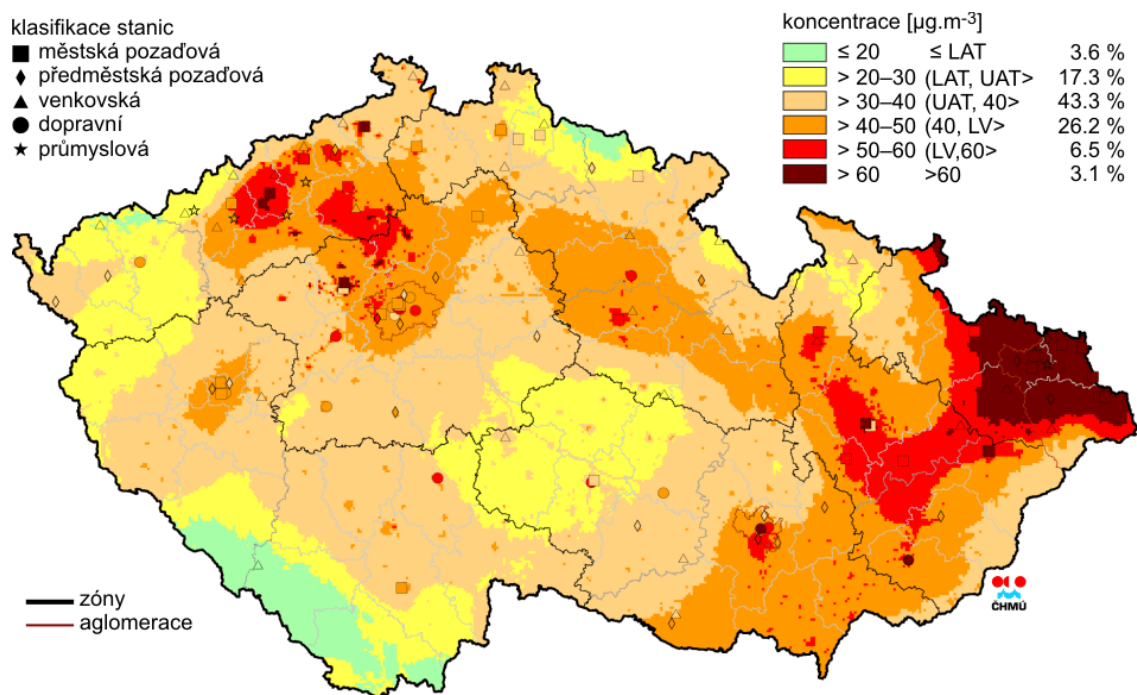 klasifikace stanic
městská pozaďová
předměstská pozaďová
venkovská
dopravní
průmyslová
koncentrace [µg.m-3]
≤ 20 ≤ LAT 3.6 %
> 20–30 (LAT, UAT> 17.3 %
> 30–40 (UAT, 40> 43.3 %
> 40–50 (40, LV> 26.2 %
> 50–60 (LV,60> 6.5 %
> 60 >60 3.1 %
zóny
aglomerace
ČHMÚ